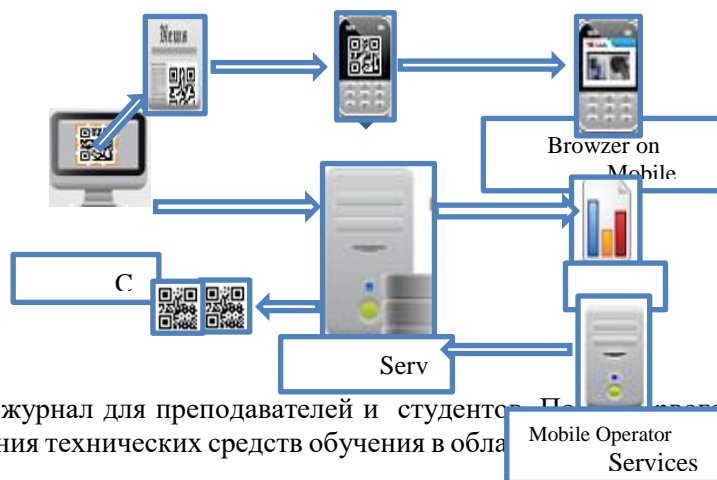 News
Browzer on
Mobile
C
Serv
журнал для преподавателей и студентов
ния технических средств обучения в обла
Mobile Operator
Services